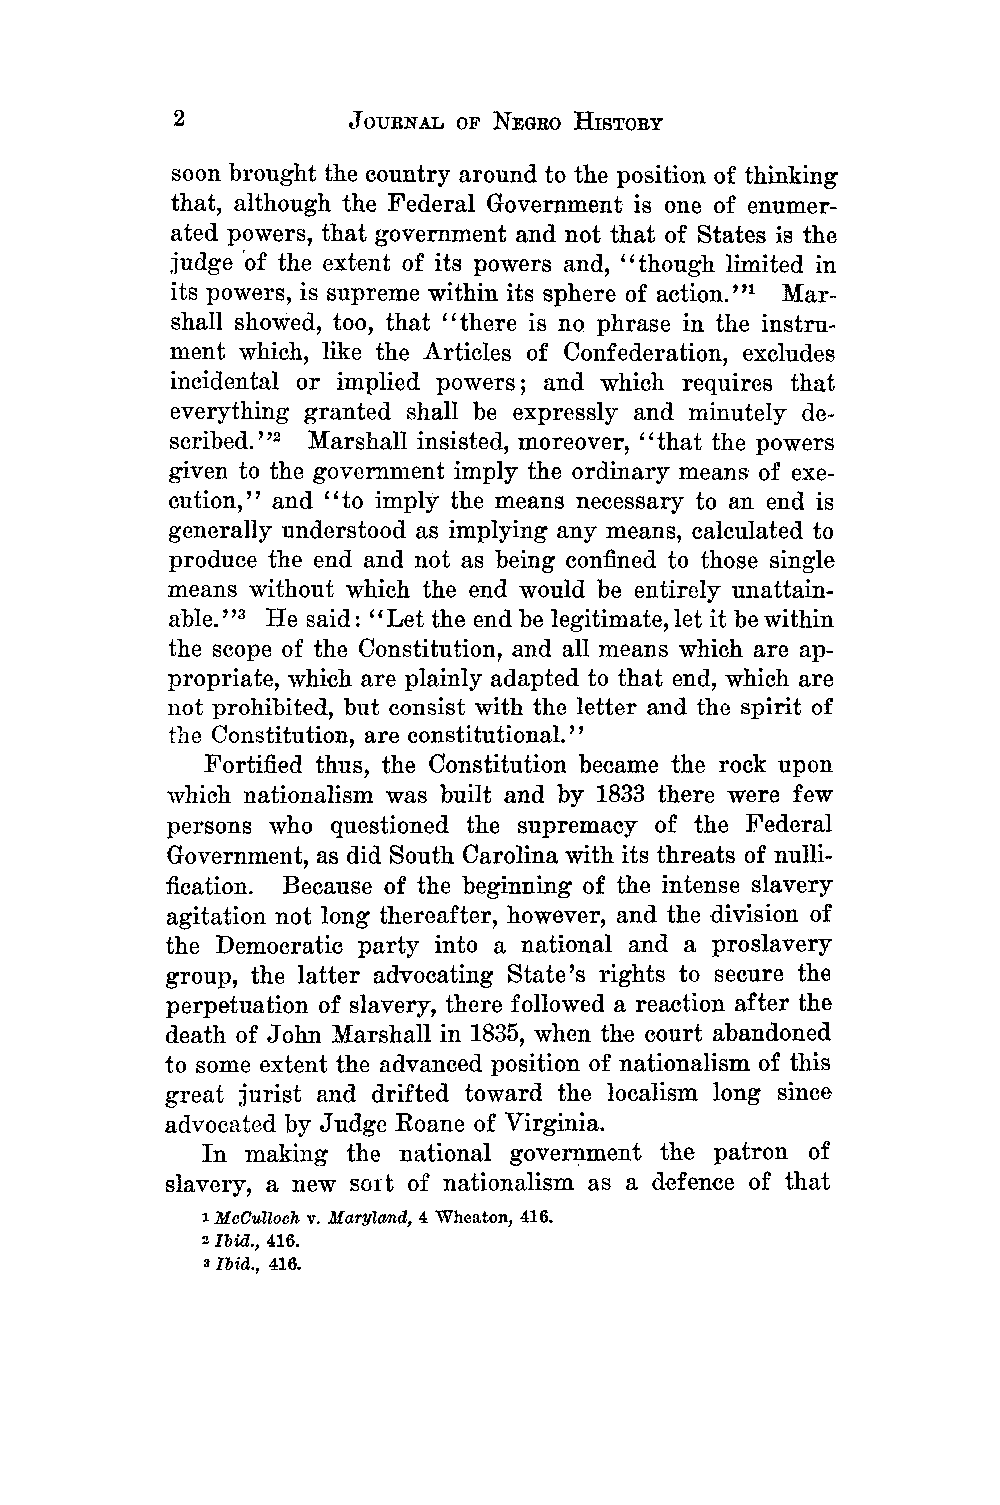 2 JOURNAL OF NEGRO HISTORY
soon brought the country around to the position of thinking
that, although the Federal Government is one of enumer-
ated powers, that government and not that of States is the
judge of the extent of its powers and, “though limited in
its powers, is supreme within its sphere of action.”¹ Mar-
shall showed, too, that “there is no phrase in the instru-
ment which, like the Articles of Confederation, excludes
incidental or implied powers; and which requires that
everything granted shall be expressly and minutely de-
scribed.”² Marshall insisted, moreover, “that the powers
given to the government imply the ordinary means of exe-
cution,” and “to imply the means necessary to an end is
generally understood as implying any means, calculated to
produce the end and not as being confined to those single
means without which the end would be entirely unattain-
able.”³ He said: “Let the end be legitimate, let it be within
the scope of the Constitution, and all means which are ap-
propriate, which are plainly adapted to that end, which are
not prohibited, but consist with the letter and the spirit of
the Constitution, are constitutional.”
Fortified thus, the Constitution became the rock upon
which nationalism was built and by 1833 there were few
persons who questioned the supremacy of the Federal
Government, as did South Carolina with its threats of nulli-
fication. Because of the beginning of the intense slavery
agitation not long thereafter, however, and the division of
the Democratic party into a national and a proslavery
group, the latter advocating State’s rights to secure the
perpetuation of slavery, there followed a reaction after the
death of John Marshall in 1835, when the court abandoned
to some extent the advanced position of nationalism of this
great jurist and drifted toward the localism long since
advocated by Judge Roane of Virginia.
In making the national government the patron of
slavery, a new sort of nationalism as a defence of that
¹ McCulloch v. Maryland, 4 Wheaton, 416.
² Ibid., 416.
³ Ibid., 416.